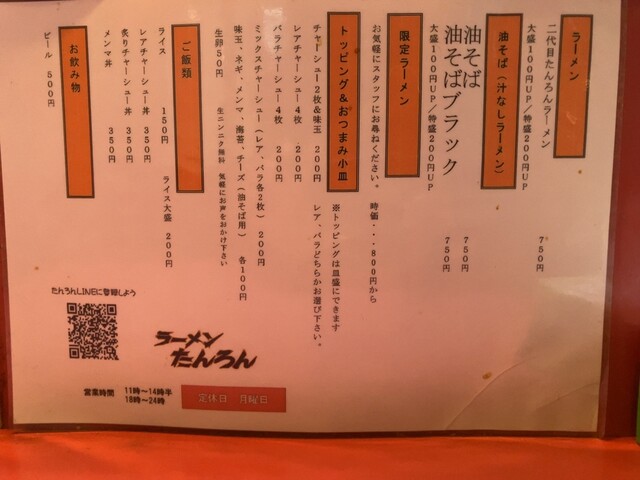 ラーメン
二代目たんろんラーメン 750円
大盛100円UP/特盛200円UP
油そば(汁なしラーメン)
油そば 750円
油そばブラック 750円
大盛100円UP/特盛200円UP
限定ラーメン
お気軽にスタッフにお尋ねください。 時価・・・800円から
トッピング&おつまみ小皿
※トッピングは皿盛にできます
チャーシュー2枚&味玉 200円
レア、バラどちらかお選び下さい。
レアチャーシュー4枚 200円
バラチャーシュー4枚 200円
ミックスチャーシュー(レア、バラ各2枚) 200円
味玉、ネギ、メンマ、海苔、チーズ(油そば用) 各100円
生卵50円 生ニンニク無料 気軽にお声をおかけ下さい
ご飯類
ライス 150円 ライス大盛 200円
レアチャーシュー丼 350円
炙りチャーシュー丼 350円
メンマ丼 350円
お飲み物
ビール 500円
たんろんLINEに登録しよう
ラーメン
たんろん
営業時間 11時〜14時半
18時〜24時
定休日 月曜日